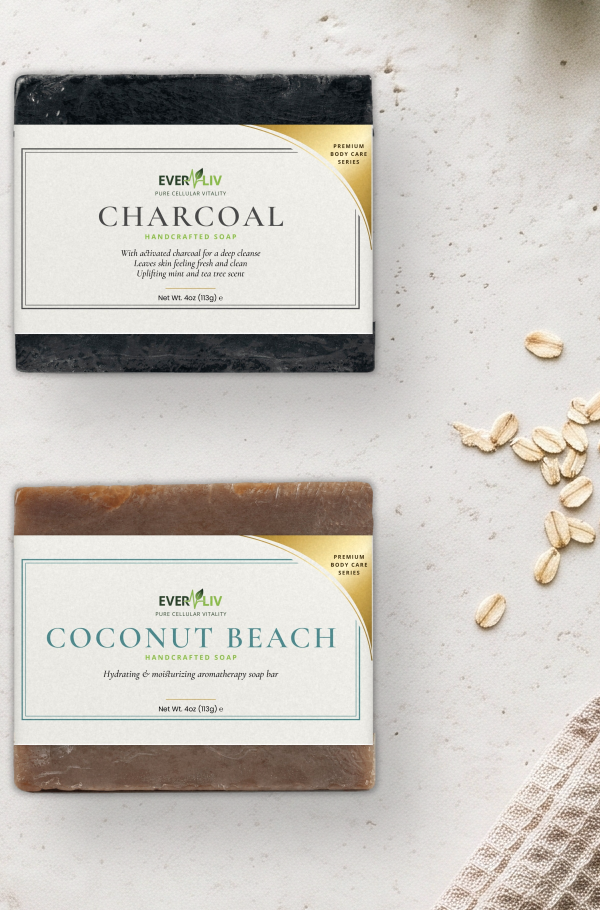 PREMIUM
BODY CARE
SERIES
EVERLIV
PURE CELLULAR VITALITY
CHARCOAL
HANDCRAFTED SOAP
With activated charcoal for a deep cleanse
Leaves skin feeling fresh and clean
Uplifting mint and tea tree scent
Net Wt. 4oz (113g) e
PREMIUM
BODY CARE
SERIES
EVERLIV
PURE CELLULAR VITALITY
COCONUT BEACH
HANDCRAFTED SOAP
Hydrating & moisturizing aromatherapy soap bar
Net Wt. 4oz (113g) e